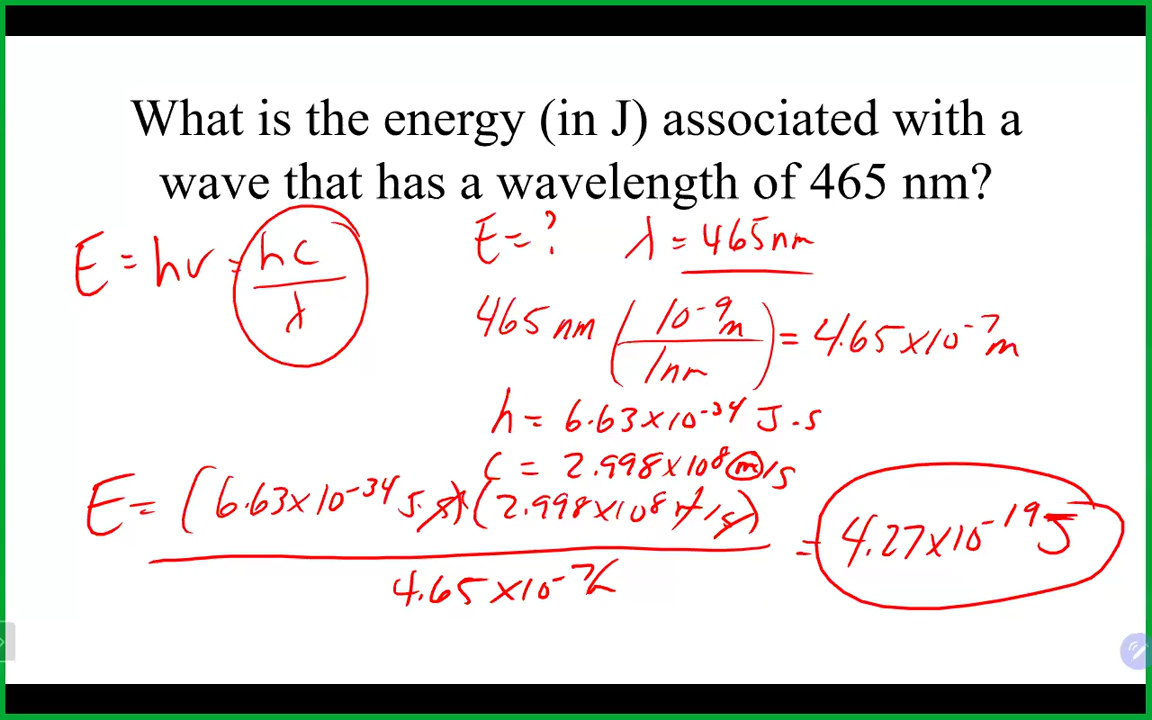 What is the energy (in J) associated with a
wave that has a wavelength of 465 nm?
E = hν = hc/λ
E = ? λ = 465 nm
465 nm (10⁻⁹ m / 1 nm) = 4.65 x 10⁻⁷ m
h = 6.63 x 10⁻³⁴ J · s
c = 2.998 x 10⁸ m/s
E = (6.63 x 10⁻³⁴ J · s) (2.998 x 10⁸ m/s)
4.65 x 10⁻⁷ m
= 4.27 x 10⁻¹⁹ J